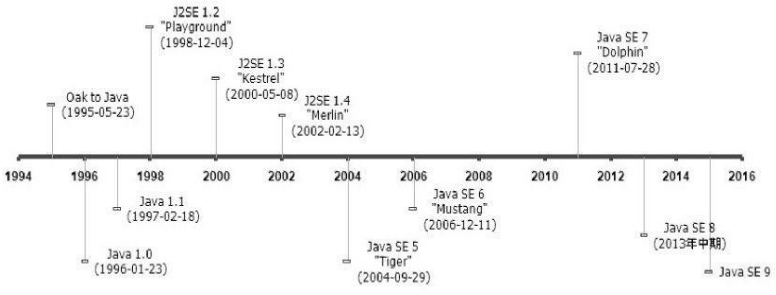 J2SE 1.2
"Playground"
(1998-12-04)
Java SE 7
"Dolphin"
(2011-07-28)
J2SE 1.3
"Kestrel"
(2000-05-08)
Oak to Java
(1995-05-23)
J2SE 1.4
"Merlin"
(2002-02-13)
1994 1996 1998 2000 2002 2004 2006 2008 2010 2012 2014 2016
Java 1.1
(1997-02-18)
Java SE 6
"Mustang"
(2006-12-11)
Java SE 8
(2013年中期)
Java 1.0
(1996-01-23)
Java SE 5
"Tiger"
(2004-09-29)
Java SE 9